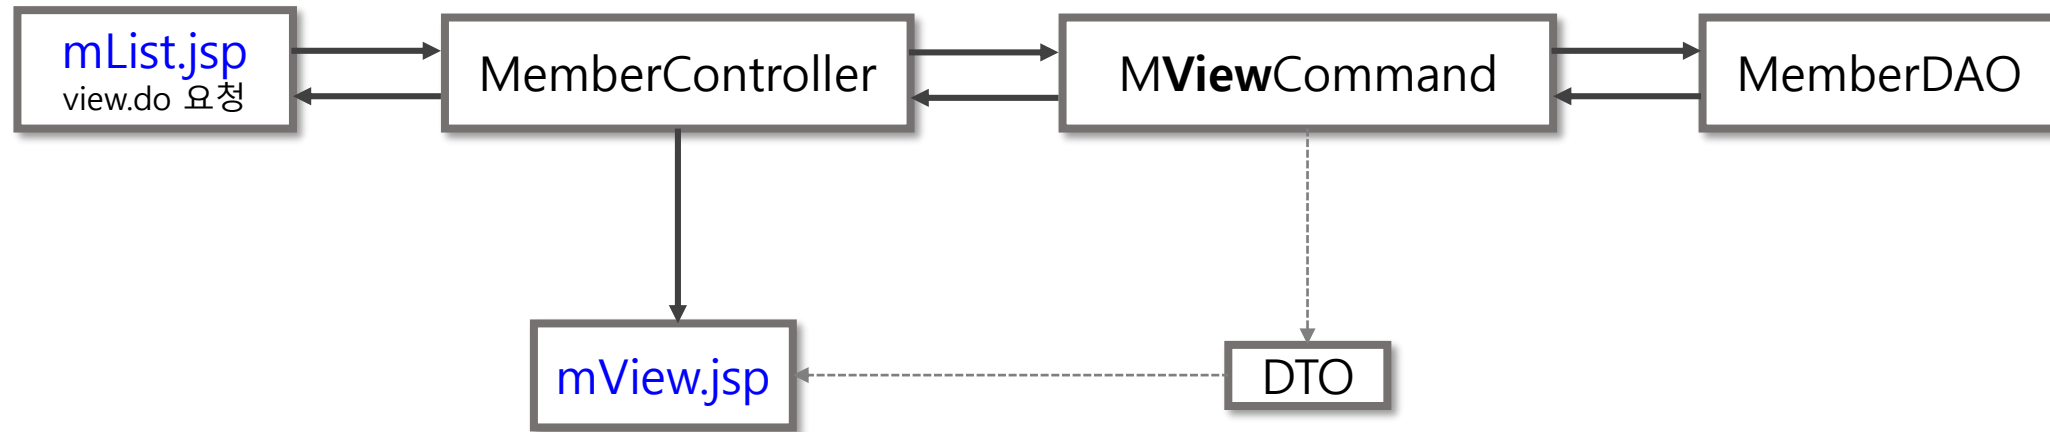 mList.jsp
view.do 요청
MemberController
MViewCommand
MemberDAO
mView.jsp
DTO